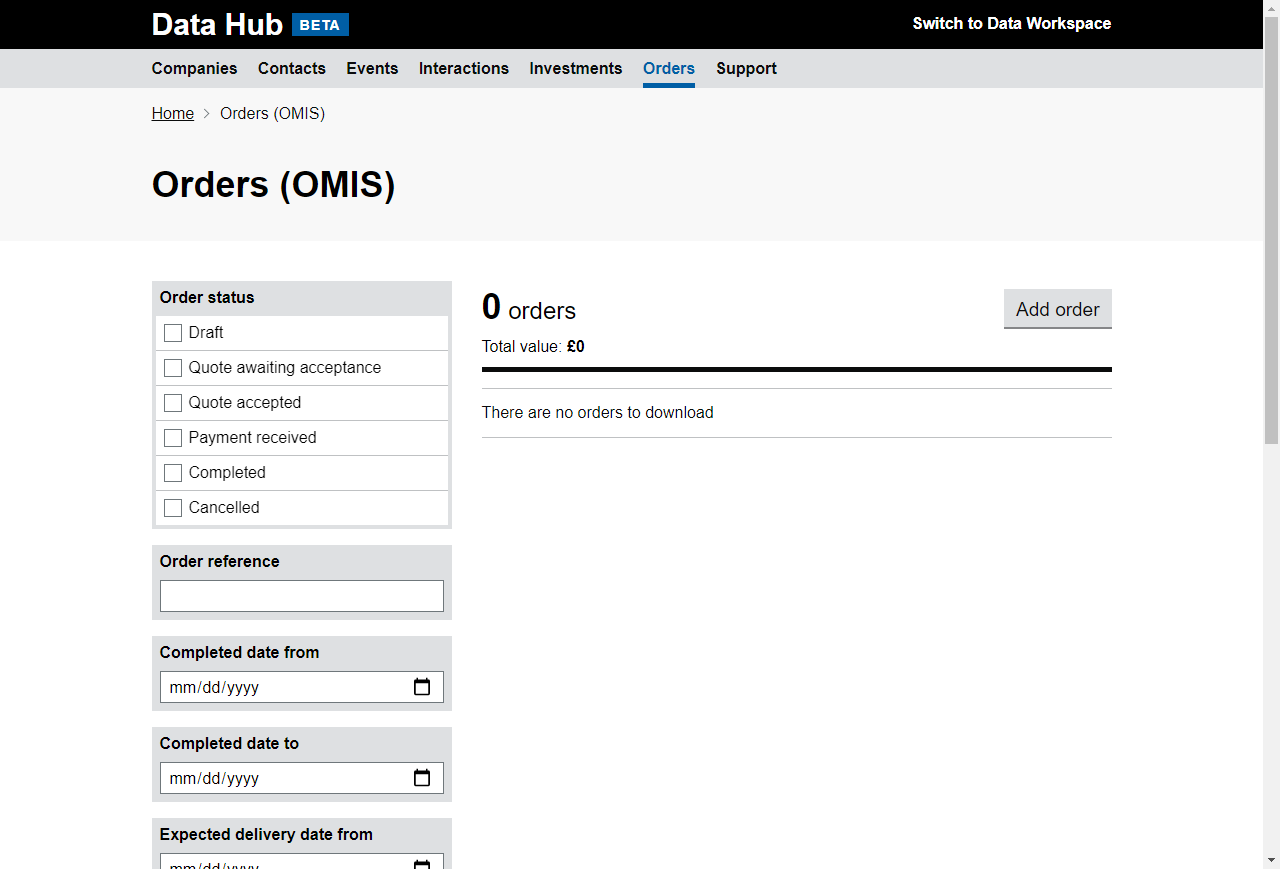 Data Hub BETA
Switch to Data Workspace
Companies Contacts Events Interactions Investments Orders Support
Home Orders (OMIS)
Orders (OMIS)
Order status
Draft
Quote awaiting acceptance
Quote accepted
Payment received
Completed
Cancelled
Order reference
Completed date from
mm/dd/yyyy
Completed date to
mm/dd/yyyy
Expected delivery date from
mm/dd/yyyy
0 orders
Add order
Total value: £0
There are no orders to download